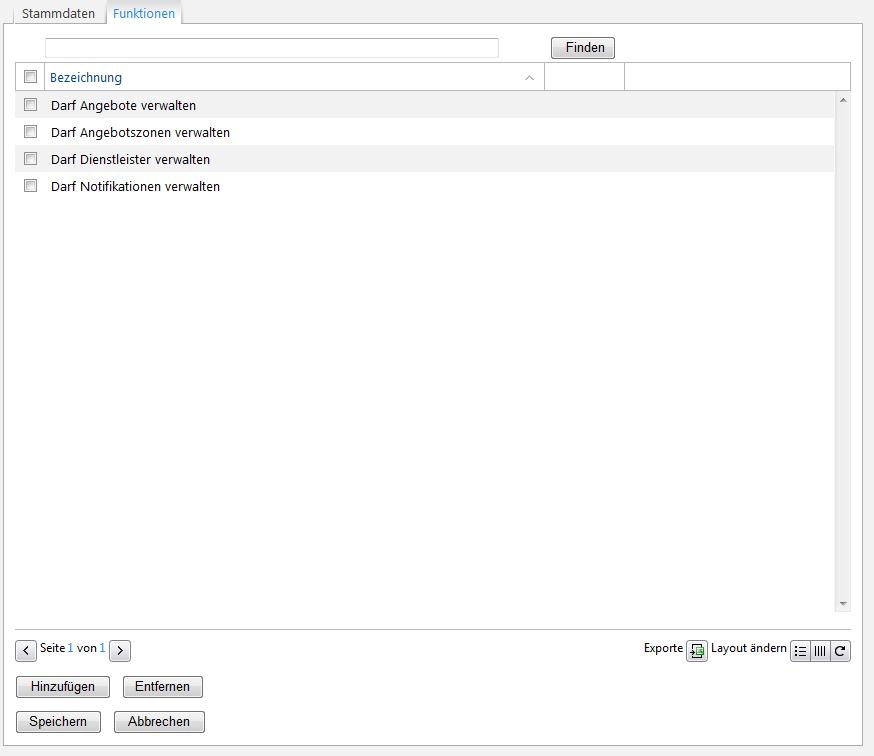 Stammdaten Funktionen
Finden
Bezeichnung
Darf Angebote verwalten
Darf Angebotszonen verwalten
Darf Dienstleister verwalten
Darf Notifikationen verwalten
Seite 1 von 1 Exporte Layout ändern
Hinzufügen Entfernen
Speichern Abbrechen